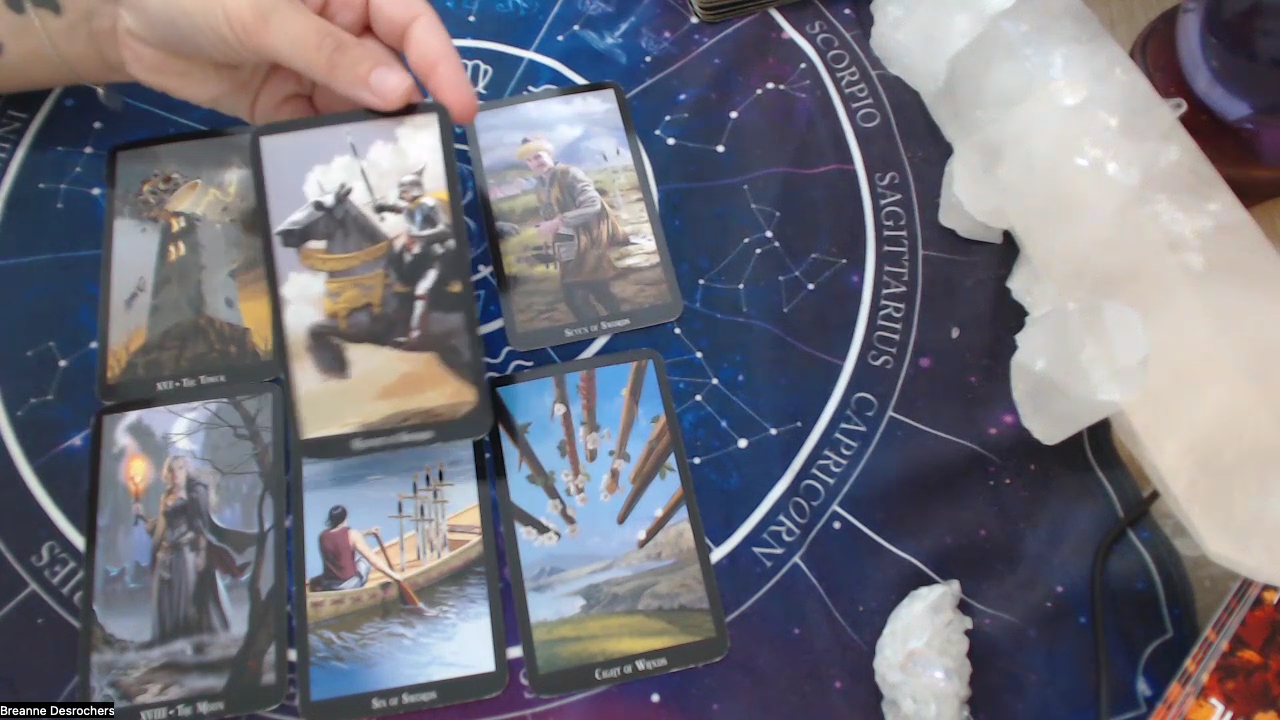 SCORPIO
SAGITTARIUS
CAPRICORN
XVI • The Tower
Seven of Swords
XVIII • The Moon
Six of Swords
Eight of Wands
Breanne Desrochers